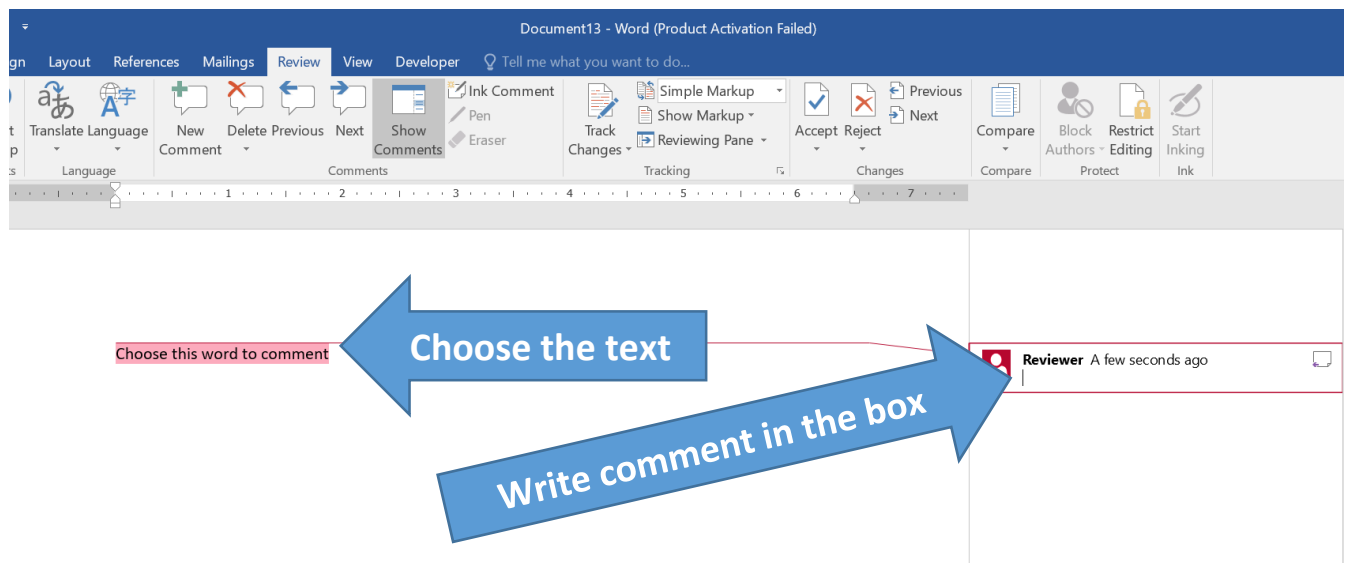 Document13 - Word (Product Activation Failed)
gn Layout References Mailings Review View Developer Tell me what you want to do...
t
p
Translate Language
New Comment
Delete Previous Next
Show Comments
Ink Comment
Pen
Eraser
Track Changes
Simple Markup
Show Markup
Reviewing Pane
Accept Reject
Previous
Next
Compare
Block Authors
Restrict Editing
Start Inking
ts Language Comments Tracking Changes Compare Protect Ink
1 2 3 4 5 6 7
Choose this word to comment
Choose the text
Reviewer A few seconds ago
Write comment in the box